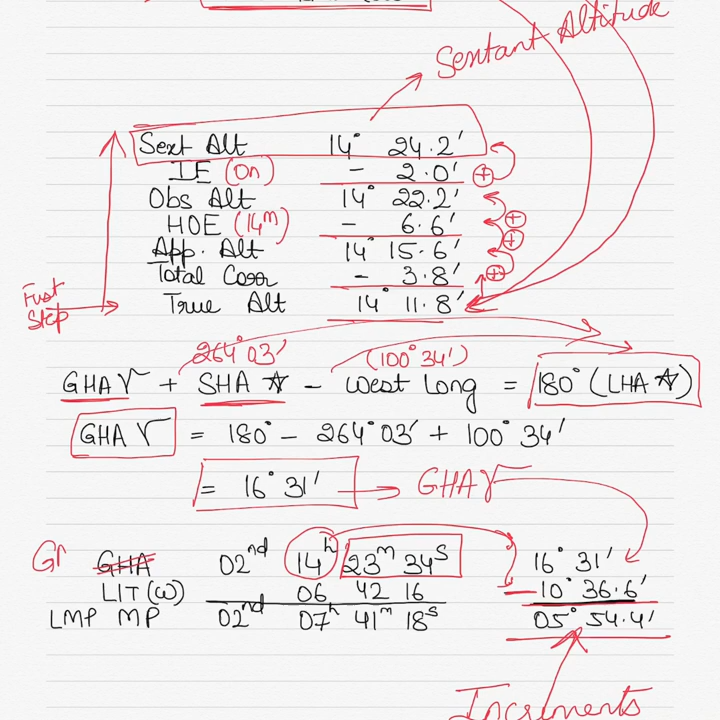 Sextant Altitude
Sext Alt 14° 24.2'
IE (On) - 2.0' +
Obs Alt 14° 22.2'
HOE (14m) - 6.6' +
App. Alt 14° 15.6' +
Total Corr - 3.8' +
First Step True Alt 14° 11.8'
264° 03' (100° 34')
GHA ♈ + SHA ☆ - West Long = 180° (LHA ☆)
GHA ♈ = 180° - 264° 03' + 100° 34'
= 16° 31' → GHA ♈
Gr GHA 02nd 14h 23m 34s 16° 31'
LIT (W) 06 42 16 - 10° 36.6'
LMP MP 02nd 07h 41m 18s 05° 54.4'
Increments